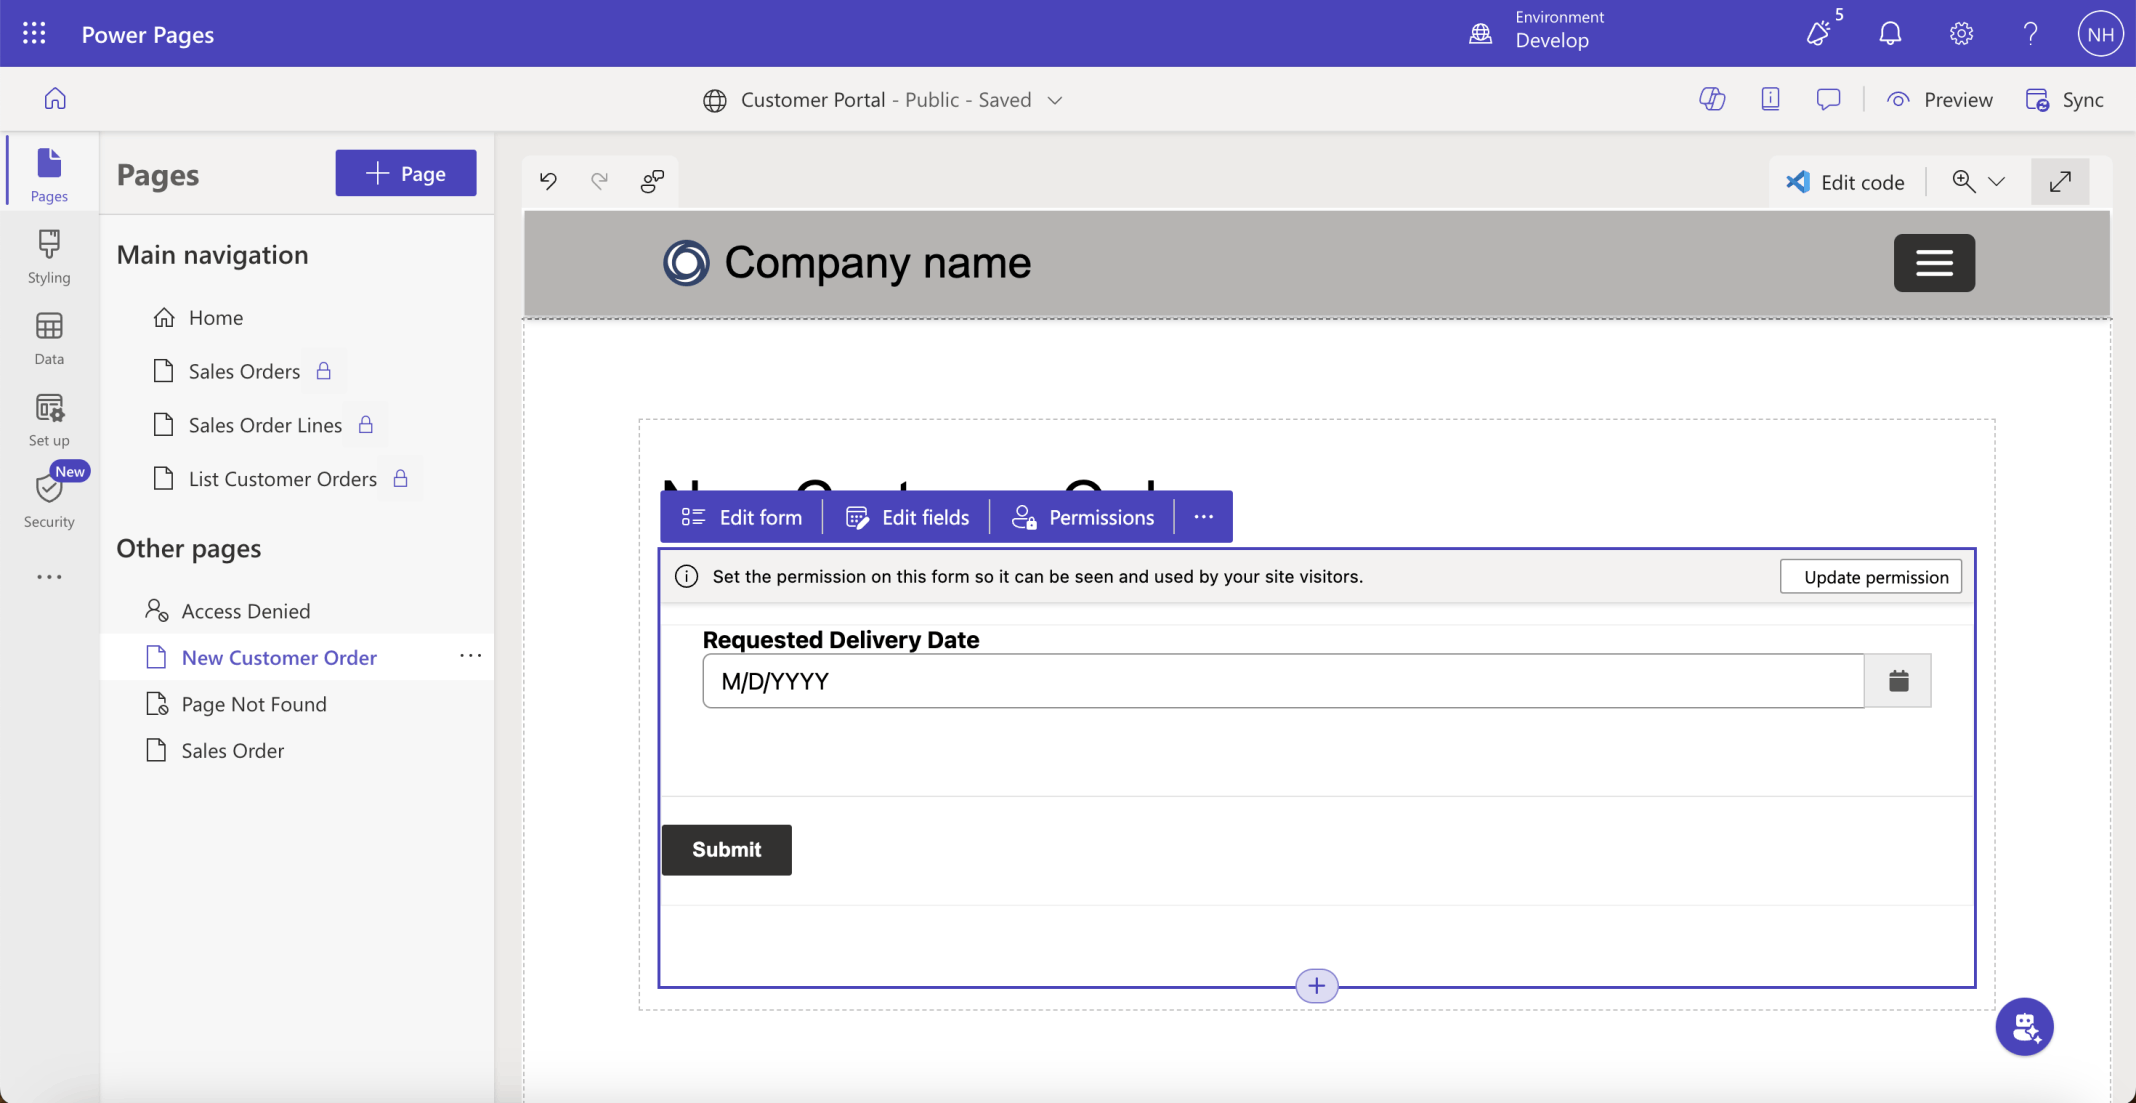 Power Pages
Environment
Develop
5
NH
Customer Portal - Public - Saved
Preview
Sync
Pages
Styling
Data
Set up
New
Security
Pages
Page
Main navigation
Home
Sales Orders
Sales Order Lines
List Customer Orders
Other pages
Access Denied
New Customer Order
Page Not Found
Sales Order
Edit code
Company name
Edit form
Edit fields
Permissions
Set the permission on this form so it can be seen and used by your site visitors.
Update permission
Requested Delivery Date
M/D/YYYY
Submit